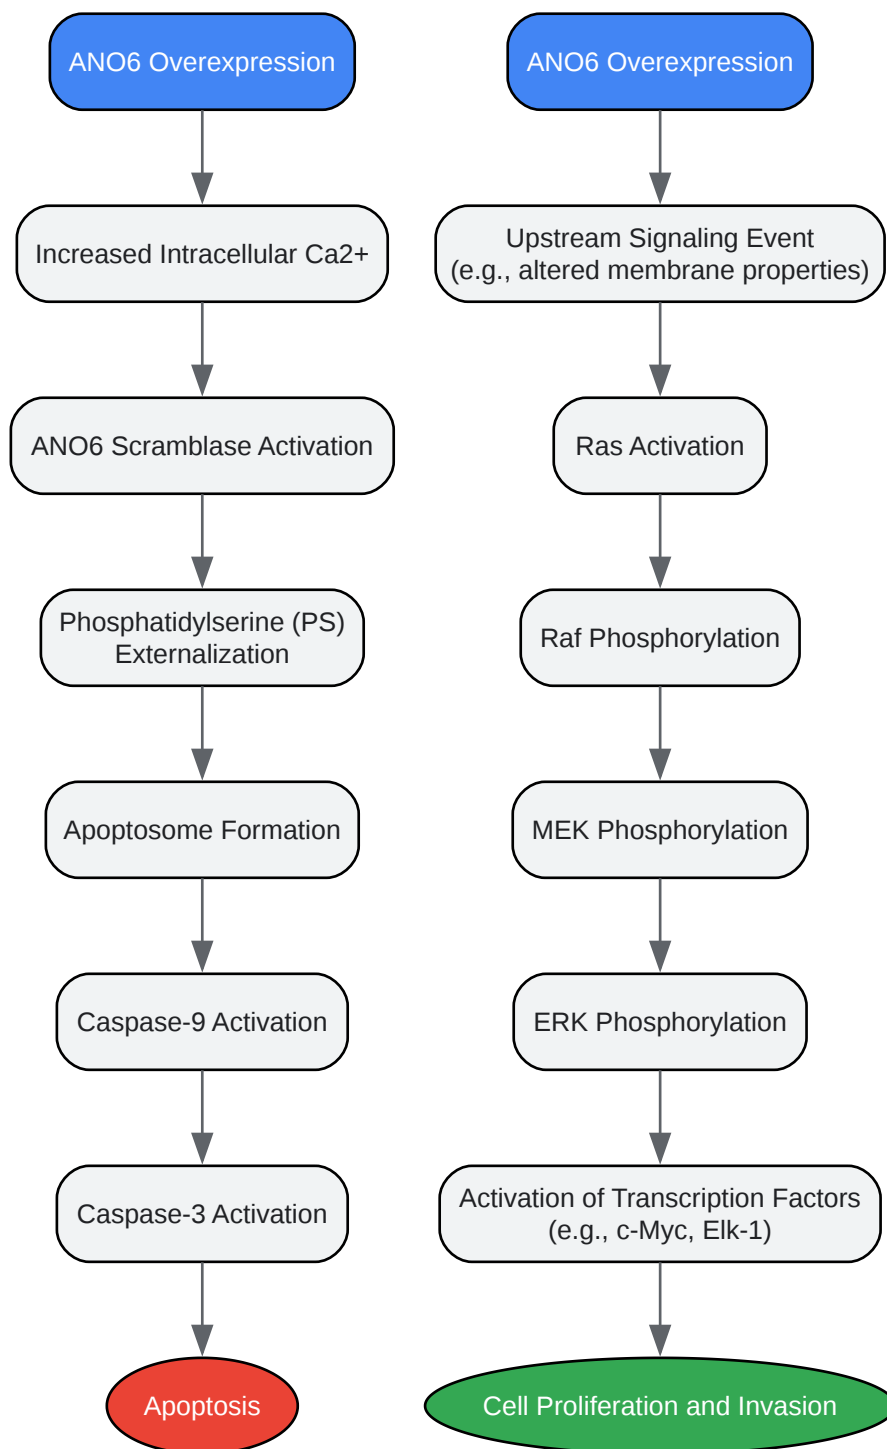 ANO6 Overexpression
Increased Intracellular Ca2+
ANO6 Scramblase Activation
Phosphatidylserine (PS)
Externalization
Apoptosome Formation
Caspase-9 Activation
Caspase-3 Activation
Apoptosis
ANO6 Overexpression
Upstream Signaling Event
(e.g., altered membrane properties)
Ras Activation
Raf Phosphorylation
MEK Phosphorylation
ERK Phosphorylation
Activation of Transcription Factors
(e.g., c-Myc, Elk-1)
Cell Proliferation and Invasion